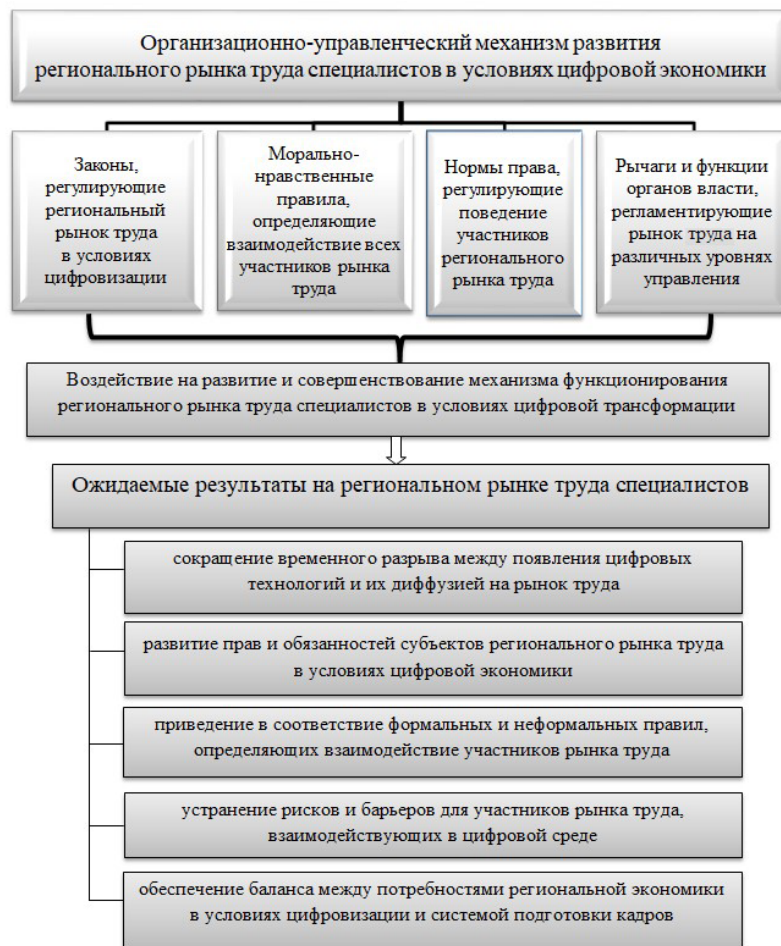 Организационно-управленческий механизм развития
регионального рынка труда специалистов в условиях цифровой экономики
Законы,
регулирующие
региональный
рынок труда
в условиях
цифровизации
Морально-
нравственные
правила,
определяющие
взаимодействие всех
участников рынка
труда
Нормы права,
регулирующие
поведение
участников
регионального
рынка труда
Рычаги и функции
органов власти,
регламентирующие
рынок труда на
различных уровнях
управления
Воздействие на развитие и совершенствование механизма функционирования
регионального рынка труда специалистов в условиях цифровой трансформации
Ожидаемые результаты на региональном рынке труда специалистов
сокращение временного разрыва между появления цифровых
технологий и их диффузией на рынок труда
развитие прав и обязанностей субъектов регионального рынка труда
в условиях цифровой экономики
приведение в соответствие формальных и неформальных правил,
определяющих взаимодействие участников рынка труда
устранение рисков и барьеров для участников рынка труда,
взаимодействующих в цифровой среде
обеспечение баланса между потребностями региональной экономики
в условиях цифровизации и системой подготовки кадров